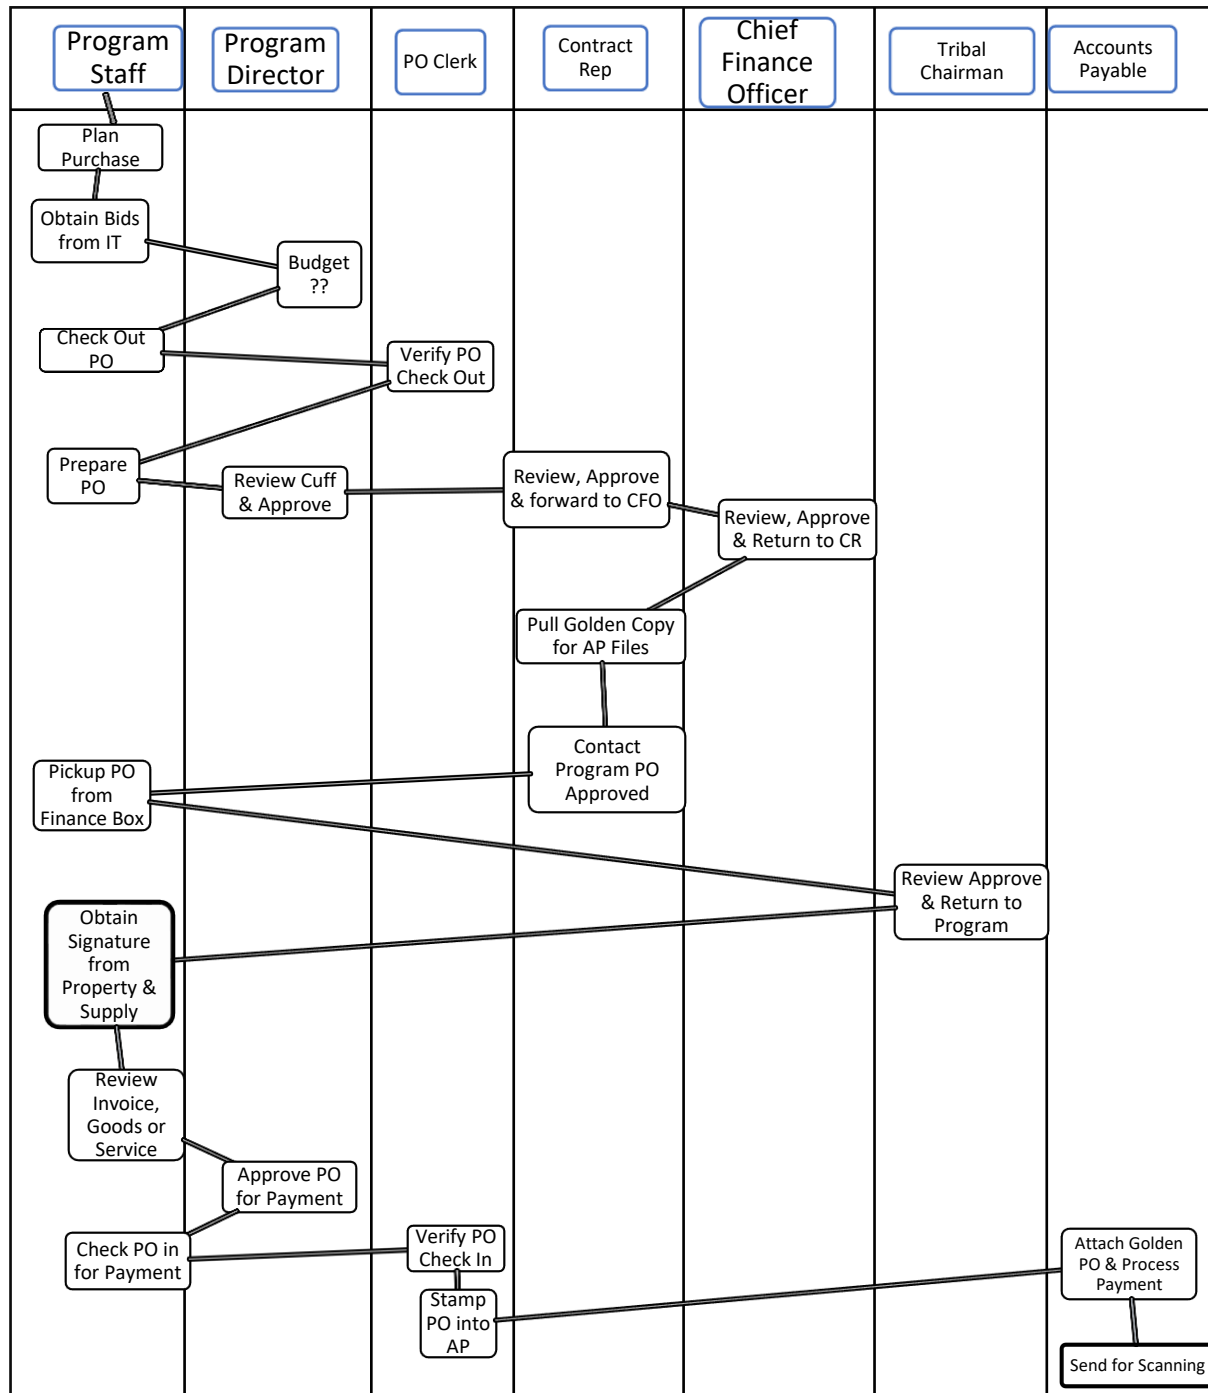 Program
Staff
Program
Director
PO Clerk
Contract
Rep
Chief
Finance
Officer
Tribal
Chairman
Accounts
Payable
Plan
Purchase
Obtain Bids
from IT
Budget
??
Check Out
PO
Verify PO
Check Out
Prepare
PO
Review Cuff
& Approve
Review, Approve
& forward to CFO
Review, Approve
& Return to CR
Pull Golden Copy
for AP Files
Contact
Program PO
Approved
Pickup PO
from
Finance Box
Review Approve
& Return to
Program
Obtain
Signature
from
Property &
Supply
Review
Invoice,
Goods or
Service
Approve PO
for Payment
Check PO in
for Payment
Verify PO
Check In
Stamp
PO into
AP
Attach Golden
PO & Process
Payment
Send for Scanning